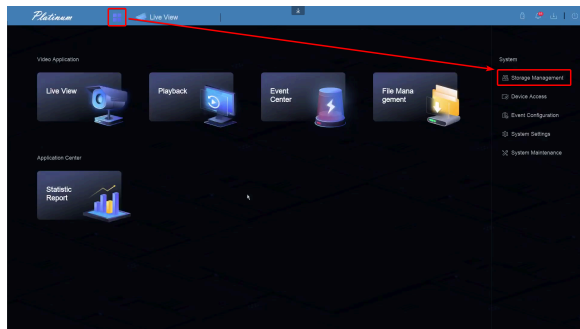 Platinum
Live View
Video Application
System
Live View
Playback
Event
Center
File Mana
gement
Storage Management
Device Access
Event Configuration
System Settings
System Maintenance
Application Center
Statistic
Report